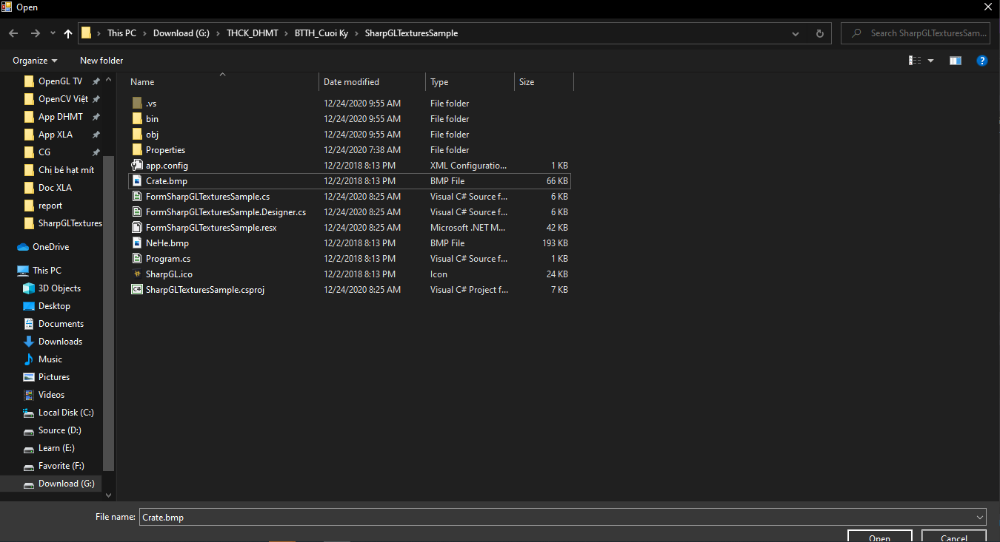 Open
This PC > Download (G:) > THCK_DHMT > BTTH_Cuoi Ky > SharpGLTexturesSample
Search SharpGLTexturesSam...
Organize
New folder
OpenGL TV
OpenCV Việt
App DHMT
App XLA
CG
Chị bé hạt mít
Doc XLA
report
SharpGLTextures
OneDrive
This PC
3D Objects
Desktop
Documents
Downloads
Music
Pictures
Videos
Local Disk (C:)
Source (D:)
Learn (E:)
Favorite (F:)
Download (G:)
Name Date modified Type Size
.vs 12/24/2020 9:55 AM File folder
bin 12/24/2020 9:55 AM File folder
obj 12/24/2020 9:55 AM File folder
Properties 12/24/2020 7:38 AM File folder
app.config 12/2/2018 8:13 PM XML Configuratio... 1 KB
Crate.bmp 12/2/2018 8:13 PM BMP File 66 KB
FormSharpGLTexturesSample.cs 12/24/2020 8:25 AM Visual C# Source f... 6 KB
FormSharpGLTexturesSample.Designer.cs 12/24/2020 8:25 AM Visual C# Source f... 6 KB
FormSharpGLTexturesSample.resx 12/24/2020 8:25 AM Microsoft .NET M... 42 KB
NeHe.bmp 12/2/2018 8:13 PM BMP File 193 KB
Program.cs 12/2/2018 8:13 PM Visual C# Source f... 1 KB
SharpGL.ico 12/2/2018 8:13 PM Icon 24 KB
SharpGLTexturesSample.csproj 12/24/2020 8:25 AM Visual C# Project f... 7 KB
File name: Crate.bmp
Open Cancel